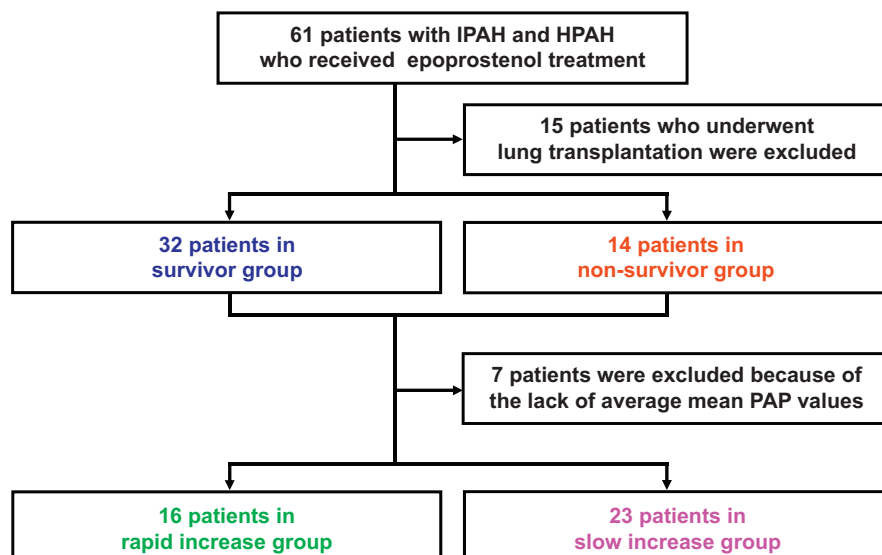 61 patients with IPAH and HPAH
who received epoprostenol treatment
15 patients who underwent
lung transplantation were excluded
32 patients in
survivor group
14 patients in
non-survivor group
7 patients were excluded because of
the lack of average mean PAP values
16 patients in
rapid increase group
23 patients in
slow increase group